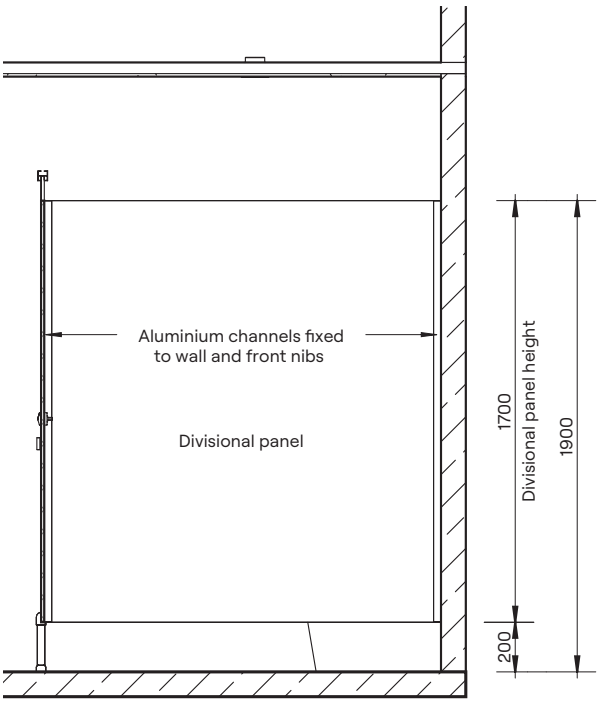 Aluminium channels fixed
to wall and front nibs
Divisional panel
1700
Divisional panel height
1900
200